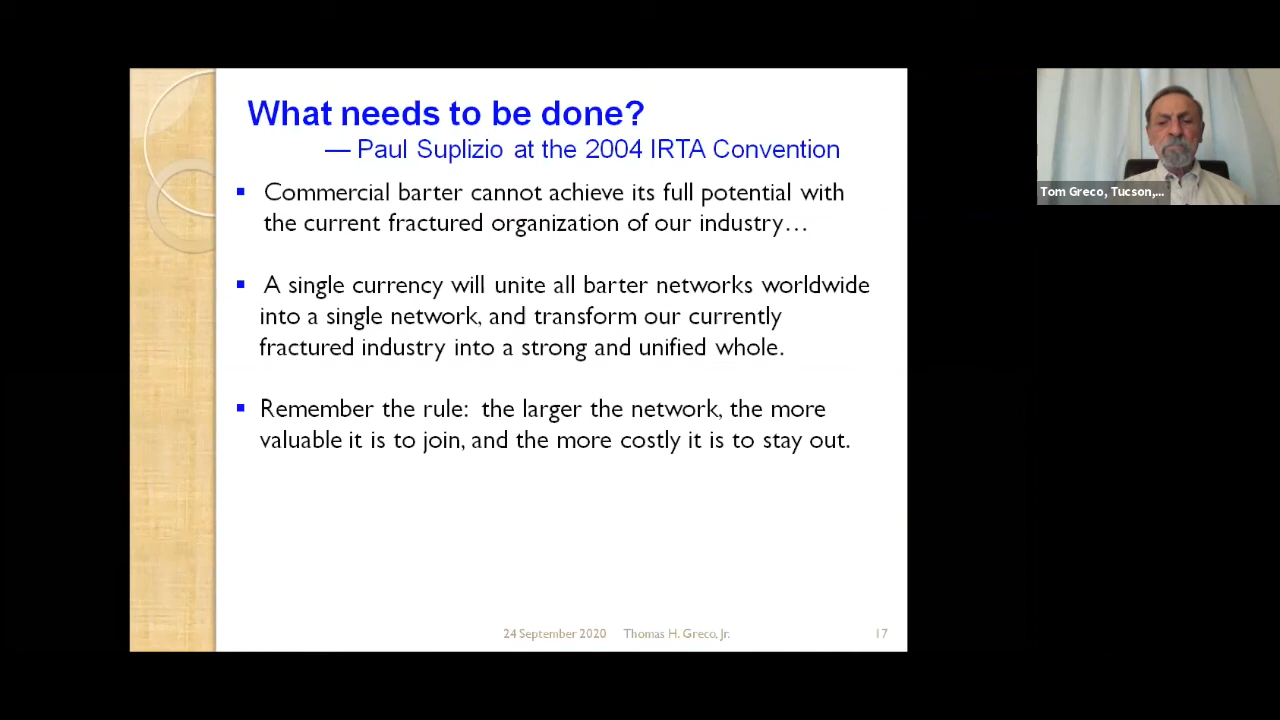 What needs to be done?
— Paul Suplizio at the 2004 IRTA Convention
▪ Commercial barter cannot achieve its full potential with
the current fractured organization of our industry…
▪ A single currency will unite all barter networks worldwide
into a single network, and transform our currently
fractured industry into a strong and unified whole.
▪ Remember the rule: the larger the network, the more
valuable it is to join, and the more costly it is to stay out.
24 September 2020 Thomas H. Greco, Jr. 17
Tom Greco, Tucson,...